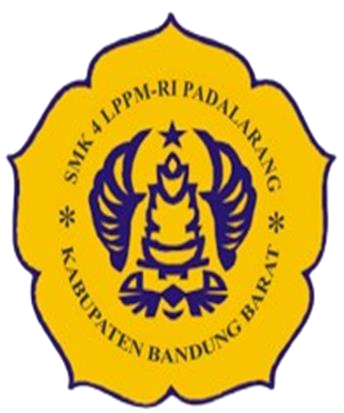 SMK 4 LPPM-RI PADALARANG
* KABUPATEN BANDUNG BARAT *